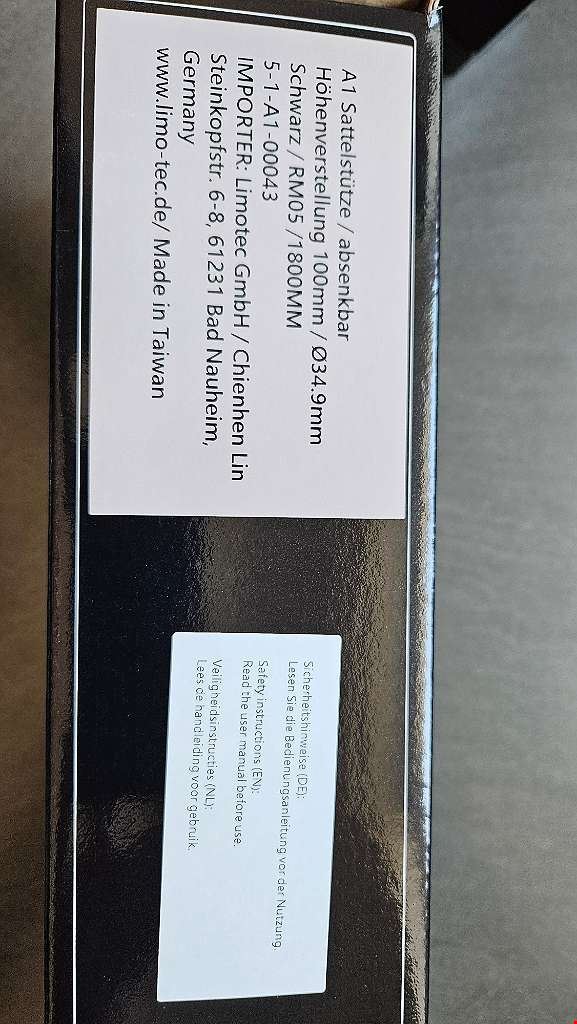 A1 Sattelstütze / absenkbar
Höhenverstellung 100mm / Ø34.9mm
Schwarz / RM05 /1800MM
5-1-A1-00043
IMPORTER: Limotec GmbH / Chienhen Lin
Steinkopfstr. 6-8, 61231 Bad Nauheim,
Germany
www.limo-tec.de/ Made in Taiwan
Sicherheitshinweise (DE):
Lesen Sie die Bedienungsanleitung vor der Nutzung.
Safety instructions (EN):
Read the user manual before use.
Veiligheidsinstructies (NL):
Lees de handleiding voor gebruik.